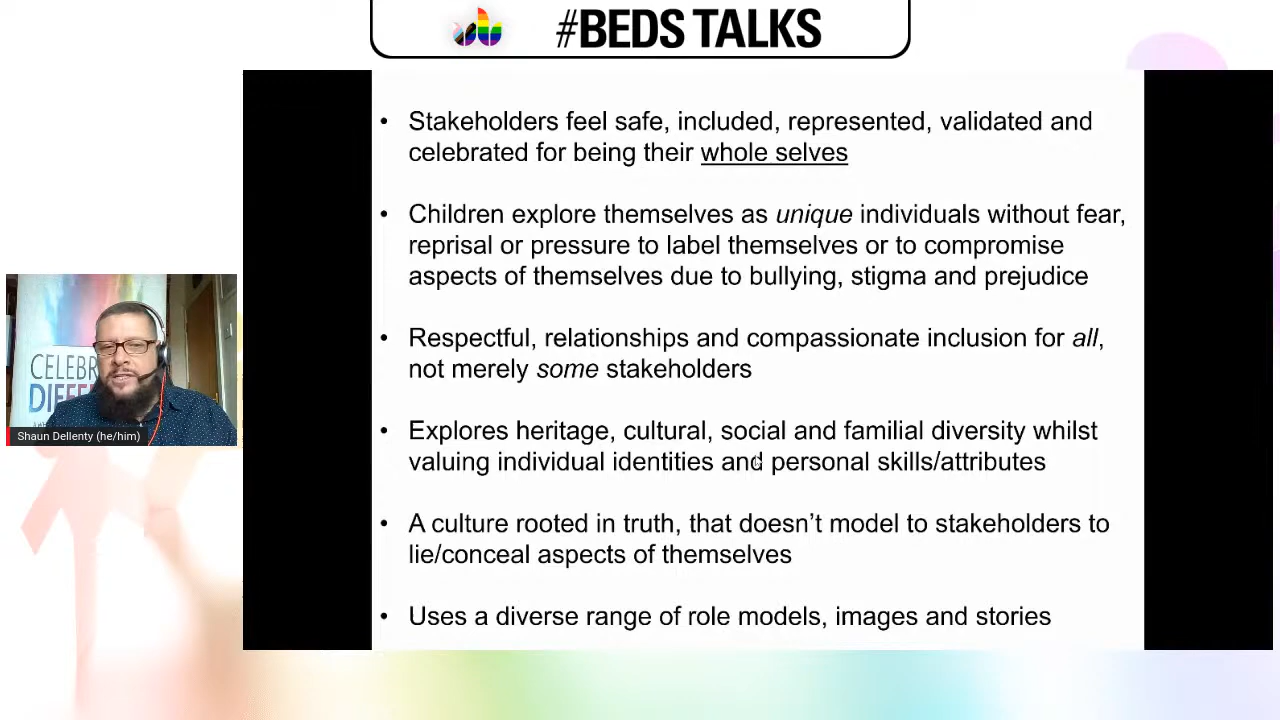 #BEDS TALKS
• Stakeholders feel safe, included, represented, validated and
celebrated for being their whole selves
• Children explore themselves as unique individuals without fear,
reprisal or pressure to label themselves or to compromise
aspects of themselves due to bullying, stigma and prejudice
• Respectful, relationships and compassionate inclusion for all,
not merely some stakeholders
CELEBR
DIFFE
Shaun Dellenty (he/him)
• Explores heritage, cultural, social and familial diversity whilst
valuing individual identities and personal skills/attributes
• A culture rooted in truth, that doesn’t model to stakeholders to
lie/conceal aspects of themselves
• Uses a diverse range of role models, images and stories